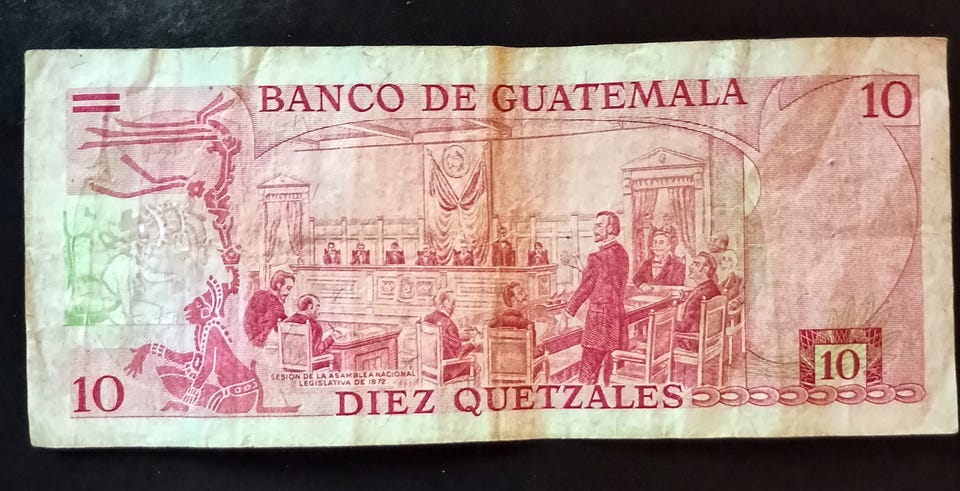 BANCO DE GUATEMALA
10
SESION DE LA ASAMBLEA NACIONAL
LEGISLATIVA DE 1872
10
10
DIEZ QUETZALES